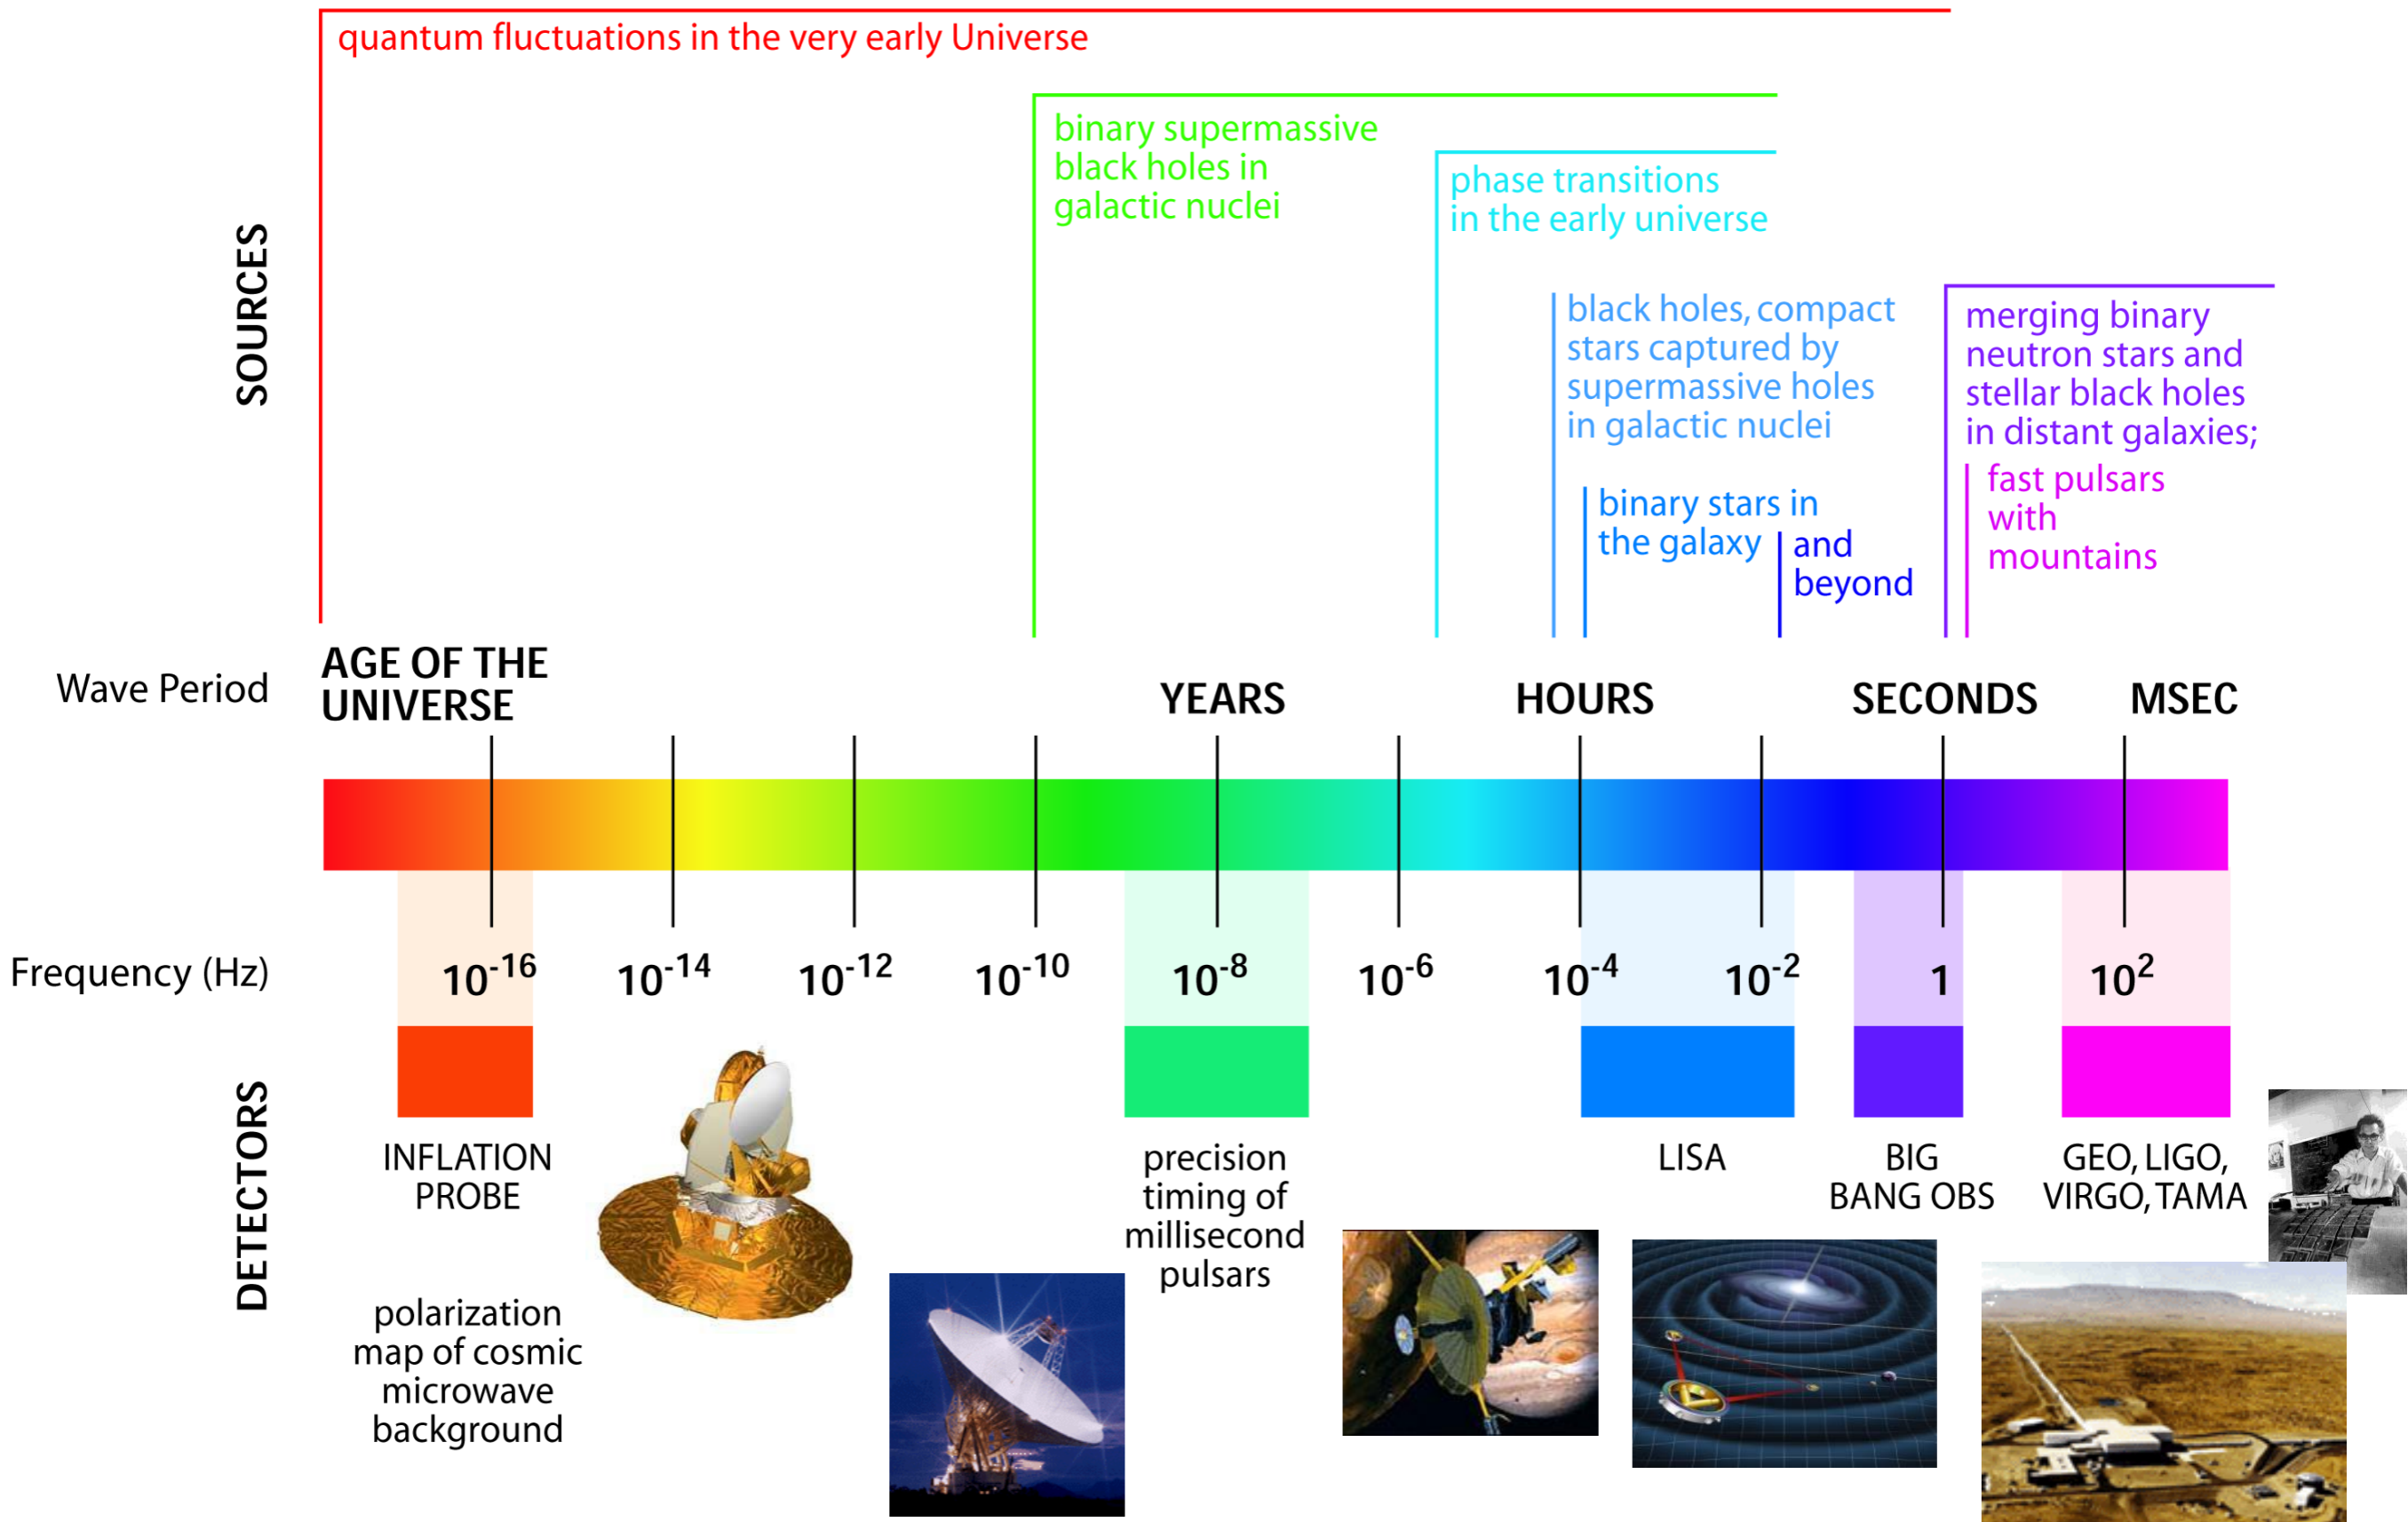 quantum fluctuations in the very early Universe
binary supermassive
black holes in
galactic nuclei
phase transitions
in the early universe
SOURCES
black holes, compact
stars captured by
supermassive holes
in galactic nuclei
merging binary
neutron stars and
stellar black holes
in distant galaxies;
fast pulsars
with
mountains
binary stars in
the galaxy
and
beyond
Wave Period
AGE OF THE
UNIVERSE
YEARS
HOURS
SECONDS
MSEC
Frequency (Hz)
10⁻¹⁶
10⁻¹⁴
10⁻¹²
10⁻¹⁰
10⁻⁸
10⁻⁶
10⁻⁴
10⁻²
1
10²
DETECTORS
INFLATION
PROBE
polarization
map of cosmic
microwave
background
precision
timing of
millisecond
pulsars
LISA
BIG
BANG OBS
GEO, LIGO,
VIRGO, TAMA